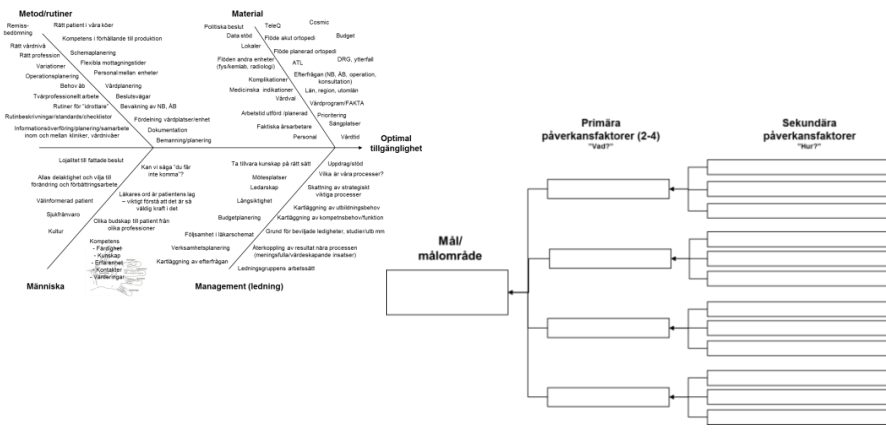 Metod/rutiner
Remiss-
bedömning
Rätt patient i våra köer
Kompetens i förhållande till produktion
Rätt vårdnivå
Schemaplanering
Rätt profession
Flexibla mottagningstider
Variationer
Personal mellan enheter
Operationsplanering
Behov åb
Vårdplanering
Tvärprofessionellt arbete
Beslutsvägar
Rutiner för "idrottare"
Bevakning av NB, ÅB
Rutinbeskrivningar/standards/checklistor
Fördelning vårdplatser/enhet
Informationsöverföring/planering/samarbete
inom och mellan kliniker, vårdnivåer
Dokumentation
Bemanning/planering
Material
Politiska beslut
TeleQ
Cosmic
Datastöd
Flöde akut ortopedi
Budget
Lokaler
Flöde planerad ortopedi
Flöden andra enheter
(fys/kemlab, radiologi)
ATL
ORG, ytterfall
Komplikationer
Efterfrågan (NB, ÅB, operation,
konsultation)
Medicinska indikationer
Län, region, utomlän
Vårdval
Vårdprogram/FAKTA
Arbetstid utförd /planerad
Prioritering
Faktiska årsarbetare
Sängplatser
Personal
Vårdtid
Optimal
tillgänglighet
Lojalitet till fattade beslut
Kan vi säga "du får
inte komma"?
Allas delaktighet och vilja till
förändring och förbättringsarbete
Välinformerad patient
Läkares ord är patientens lag
– viktigt förstå att det är så
väldig kraft i det
Sjukfrånvaro
Kultur
Olika budskap till patient från
olika professioner
Kompetens
- Färdighet
- Kunskap
- Erfarenhet
- Kontakter
- Värderingar
Människa
Ta tillvara kunskap på rätt sätt
Uppdrag/stöd
Mötesplatser
Vilka är våra processer?
Ledarskap
Skattning av strategiskt
viktiga processer
Långsiktighet
Kartläggning av utbildningsbehov
Budgetplanering
Kartläggning av kompetnsbehov/funktion
Följsamhet i läkarschemat
Grund för beviljade ledigheter, studier/utb mm
Verksamhetsplanering
Återkoppling av resultat nära processen
(meningsfulla/värdeskapande insatser)
Kartläggning av efterfrågan
Ledningsgruppens arbetssätt
Management (ledning)
Mål/
målområde
Primära
påverkansfaktorer (2-4)
"Vad?"
Sekundära
påverkansfaktorer
"Hur?"